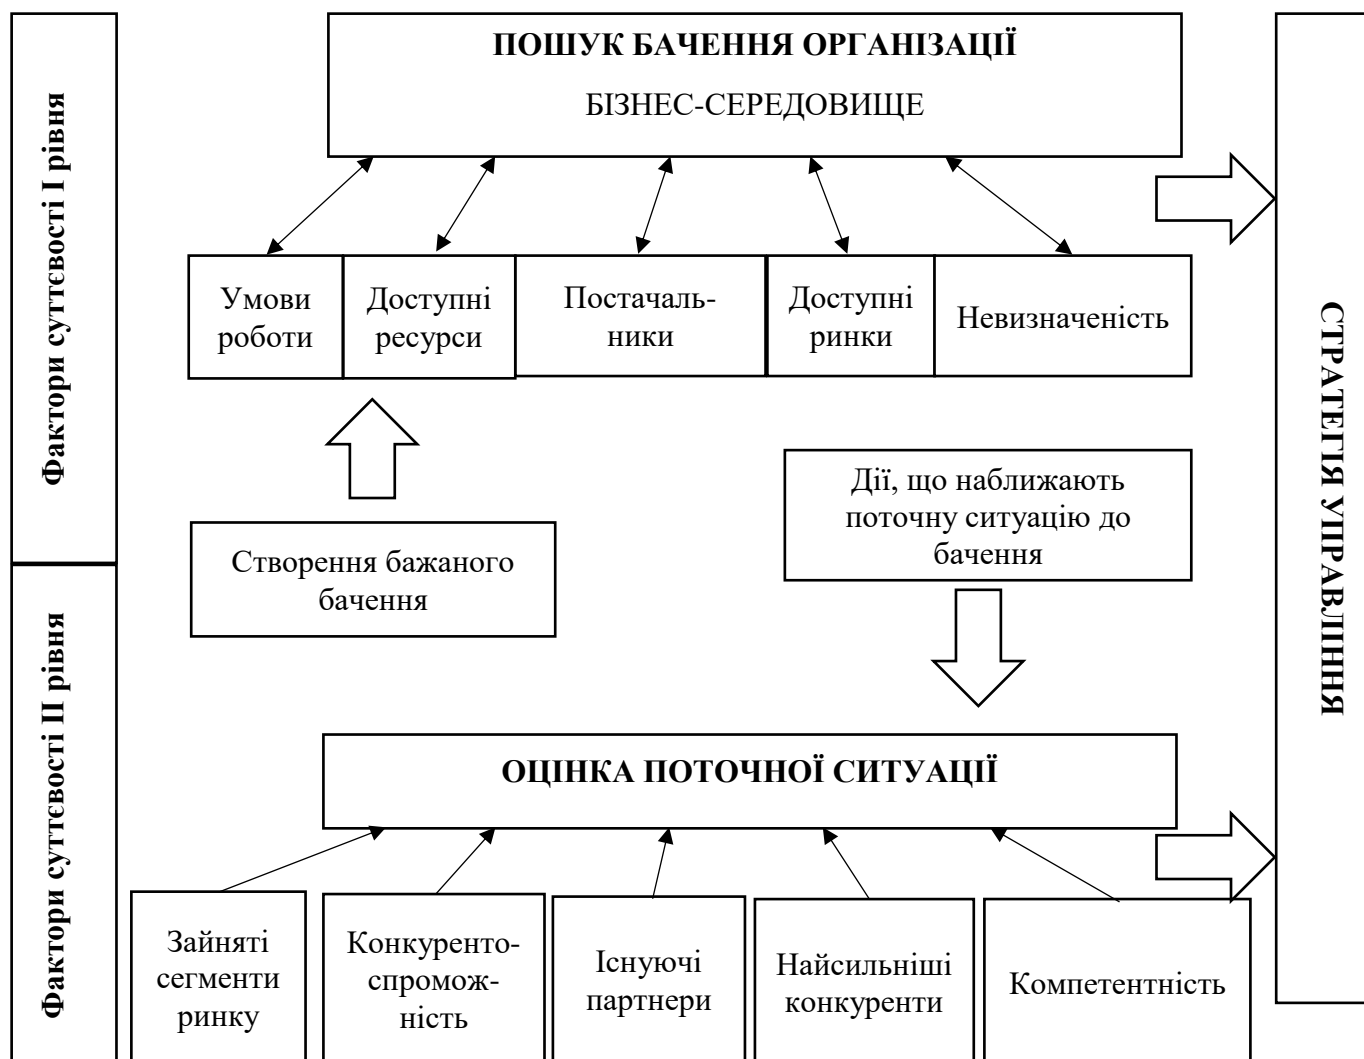 Фактори суттєвості І рівня
ПОШУК БАЧЕННЯ ОРГАНІЗАЦІЇ
БІЗНЕС-СЕРЕДОВИЩЕ
Умови
роботи
Доступні
ресурси
Постачаль-
ники
Доступні
ринки
Невизначеність
Створення бажаного
бачення
Дії, що наближають
поточну ситуацію до
бачення
СТРАТЕГІЯ УПРАВЛІННЯ
Фактори суттєвості ІІ рівня
ОЦІНКА ПОТОЧНОЇ СИТУАЦІЇ
Зайняті
сегменти
ринку
Конкуренто-
спромож-
ність
Існуючі
партнери
Найсильніші
конкуренти
Компетентність